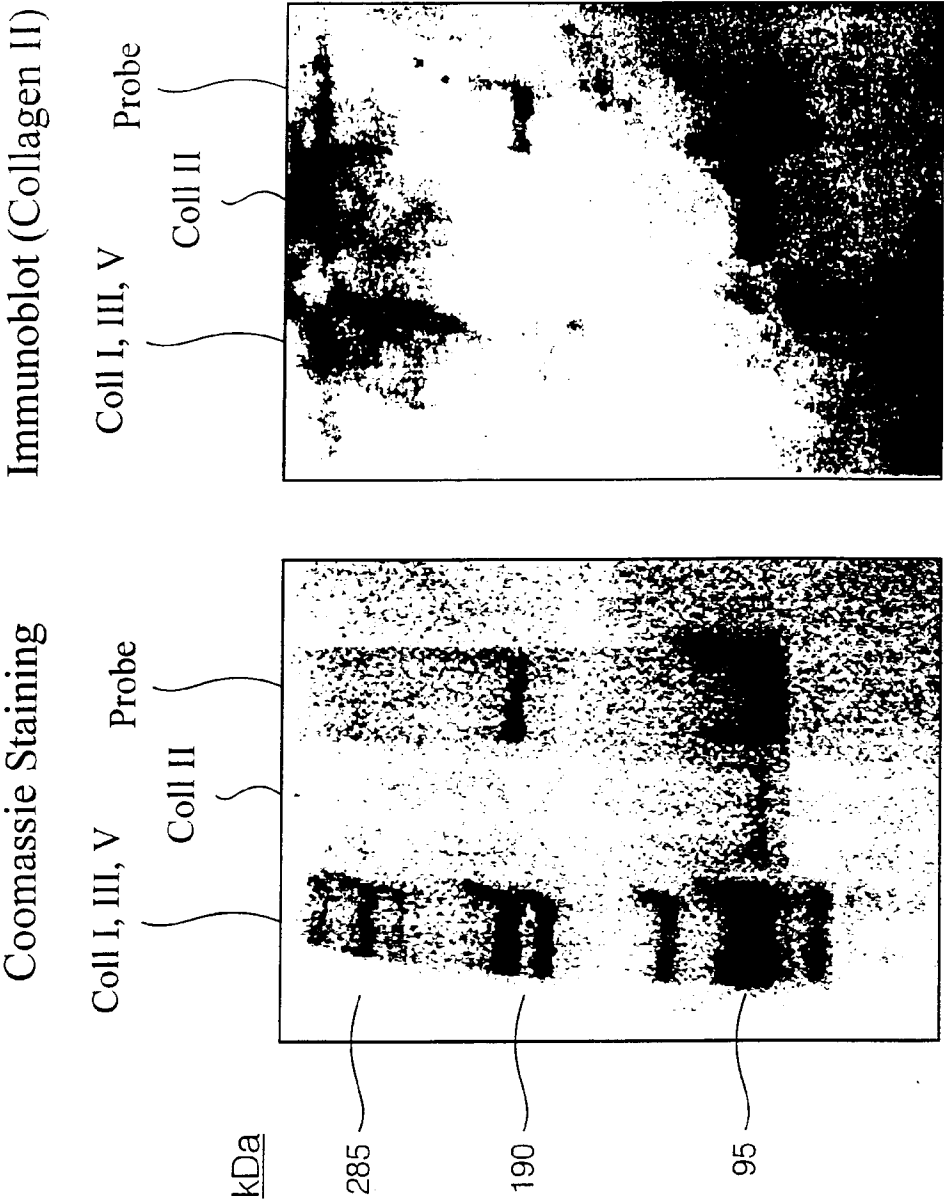 Coomassie Staining
Immunoblot (Collagen II)
Coll I, III, V
Coll II
Probe
Coll I, III, V
Coll II
Probe
kDa
285
190
95